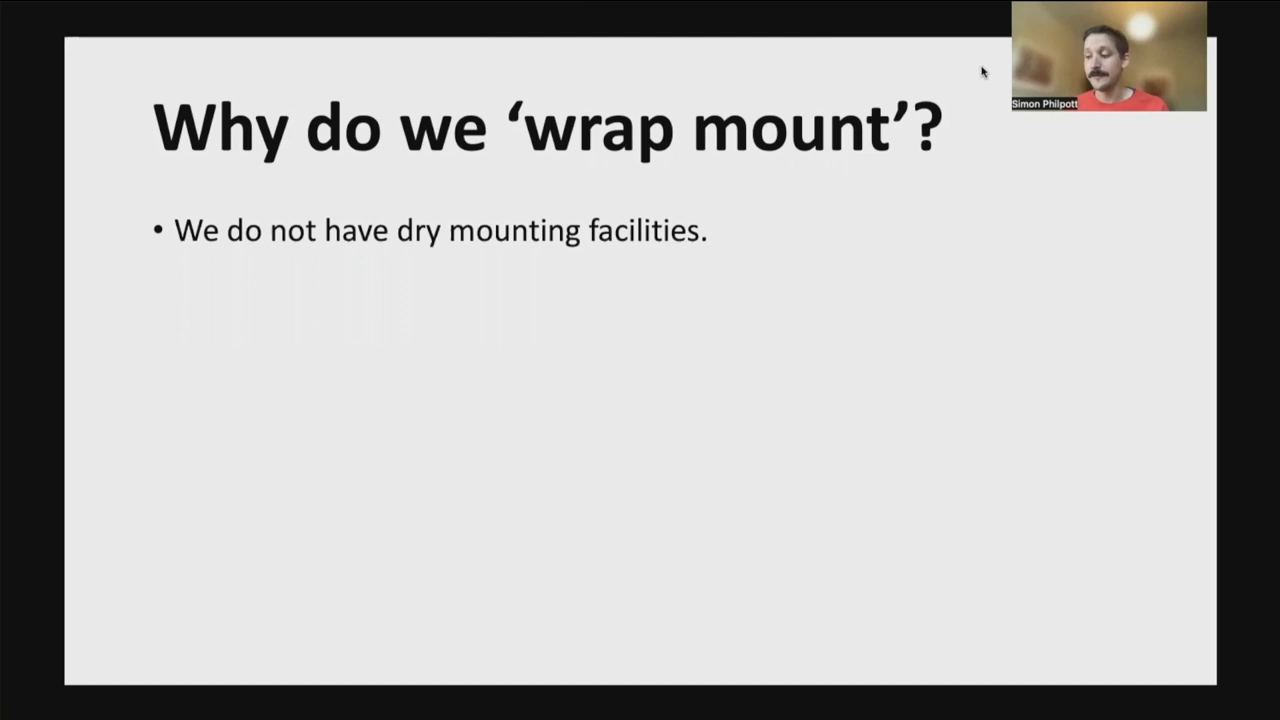 Simon Philpott
Why do we ‘wrap mount’?
• We do not have dry mounting facilities.